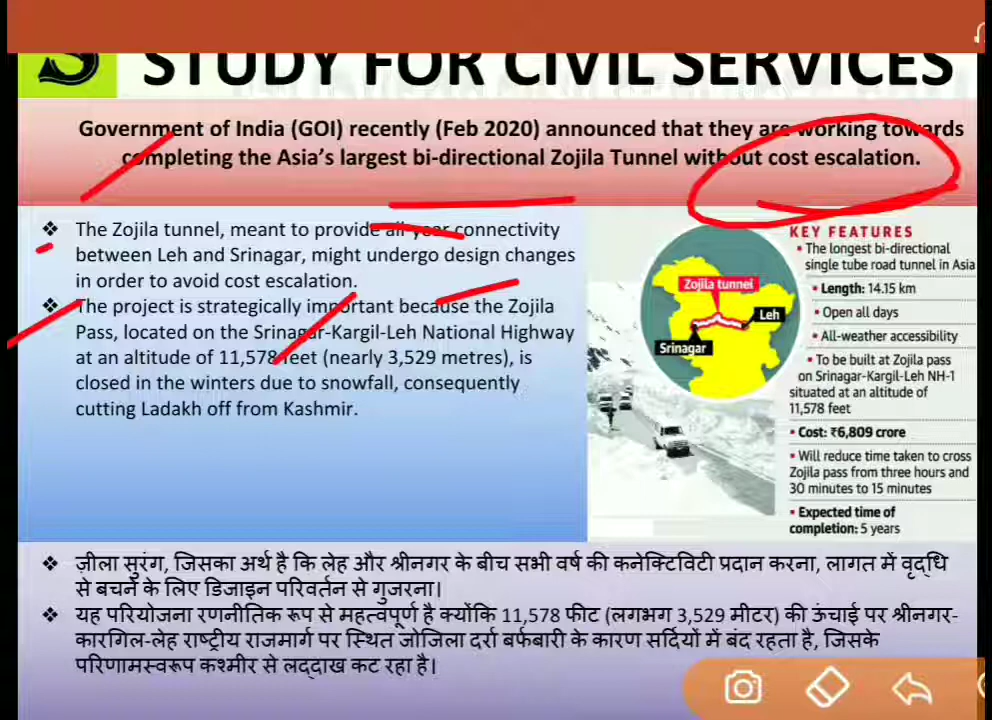 STUDY FOR CIVIL SERVICES
Government of India (GOI) recently (Feb 2020) announced that they are working towards
completing the Asia's largest bi-directional Zojila Tunnel without cost escalation.
❖ The Zojila tunnel, meant to provide all year connectivity
between Leh and Srinagar, might undergo design changes
in order to avoid cost escalation.
❖ The project is strategically important because the Zojila
Pass, located on the Srinagar-Kargil-Leh National Highway
at an altitude of 11,578 feet (nearly 3,529 metres), is
closed in the winters due to snowfall, consequently
cutting Ladakh off from Kashmir.
Zojila tunnel
Leh
Srinagar
KEY FEATURES
▪ The longest bi-directional
single tube road tunnel in Asia
▪ Length: 14.15 km
▪ Open all days
▪ All-weather accessibility
▪ To be built at Zojila pass
on Srinagar-Kargil-Leh NH-1
situated at an altitude of
11,578 feet
▪ Cost: ₹6,809 crore
▪ Will reduce time taken to cross
Zojila pass from three hours and
30 minutes to 15 minutes
▪ Expected time of
completion: 5 years
❖ ज़ीला सुरंग, जिसका अर्थ है कि लेह और श्रीनगर के बीच सभी वर्ष की कनेक्टिविटी प्रदान करना, लागत में वृद्धि
से बचने के लिए डिजाइन परिवर्तन से गुजरना।
❖ यह परियोजना रणनीतिक रूप से महत्वपूर्ण है क्योंकि 11,578 फीट (लगभग 3,529 मीटर) की ऊंचाई पर श्रीनगर-
कारगिल-लेह राष्ट्रीय राजमार्ग पर स्थित जोजिला दर्रा बर्फबारी के कारण सर्दियों में बंद रहता है, जिसके
परिणामस्वरूप कश्मीर से लद्दाख कट रहा है।